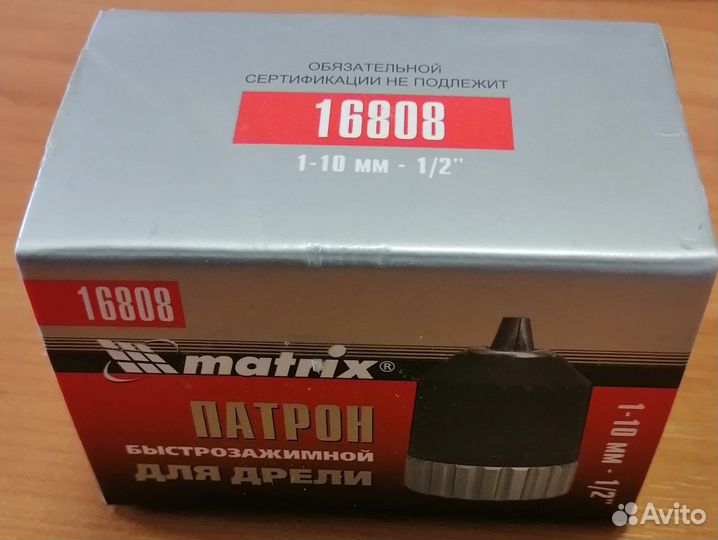 ОБЯЗАТЕЛЬНОЙ
СЕРТИФИКАЦИИ НЕ ПОДЛЕЖИТ
16808
1-10 мм - 1/2"
16808
matrix®
ПАТРОН
БЫСТРОЗАЖИМНОЙ
ДЛЯ ДРЕЛИ
1-10 мм - 1/2"
Avito